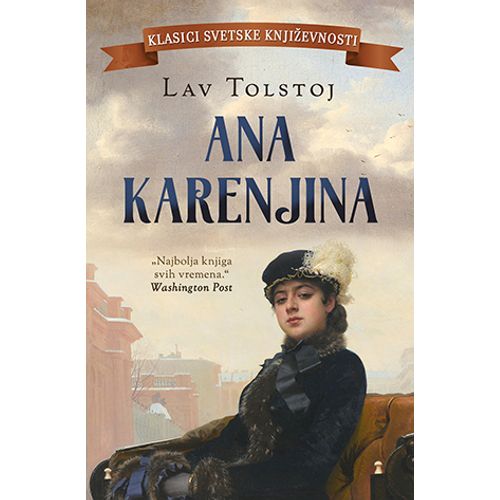 KLASICI SVETSKE KNJIŽEVNOSTI
LAV TOLSTOJ
ANA
KARENJINA
„Najbolja knjiga
svih vremena.“
Washington Post